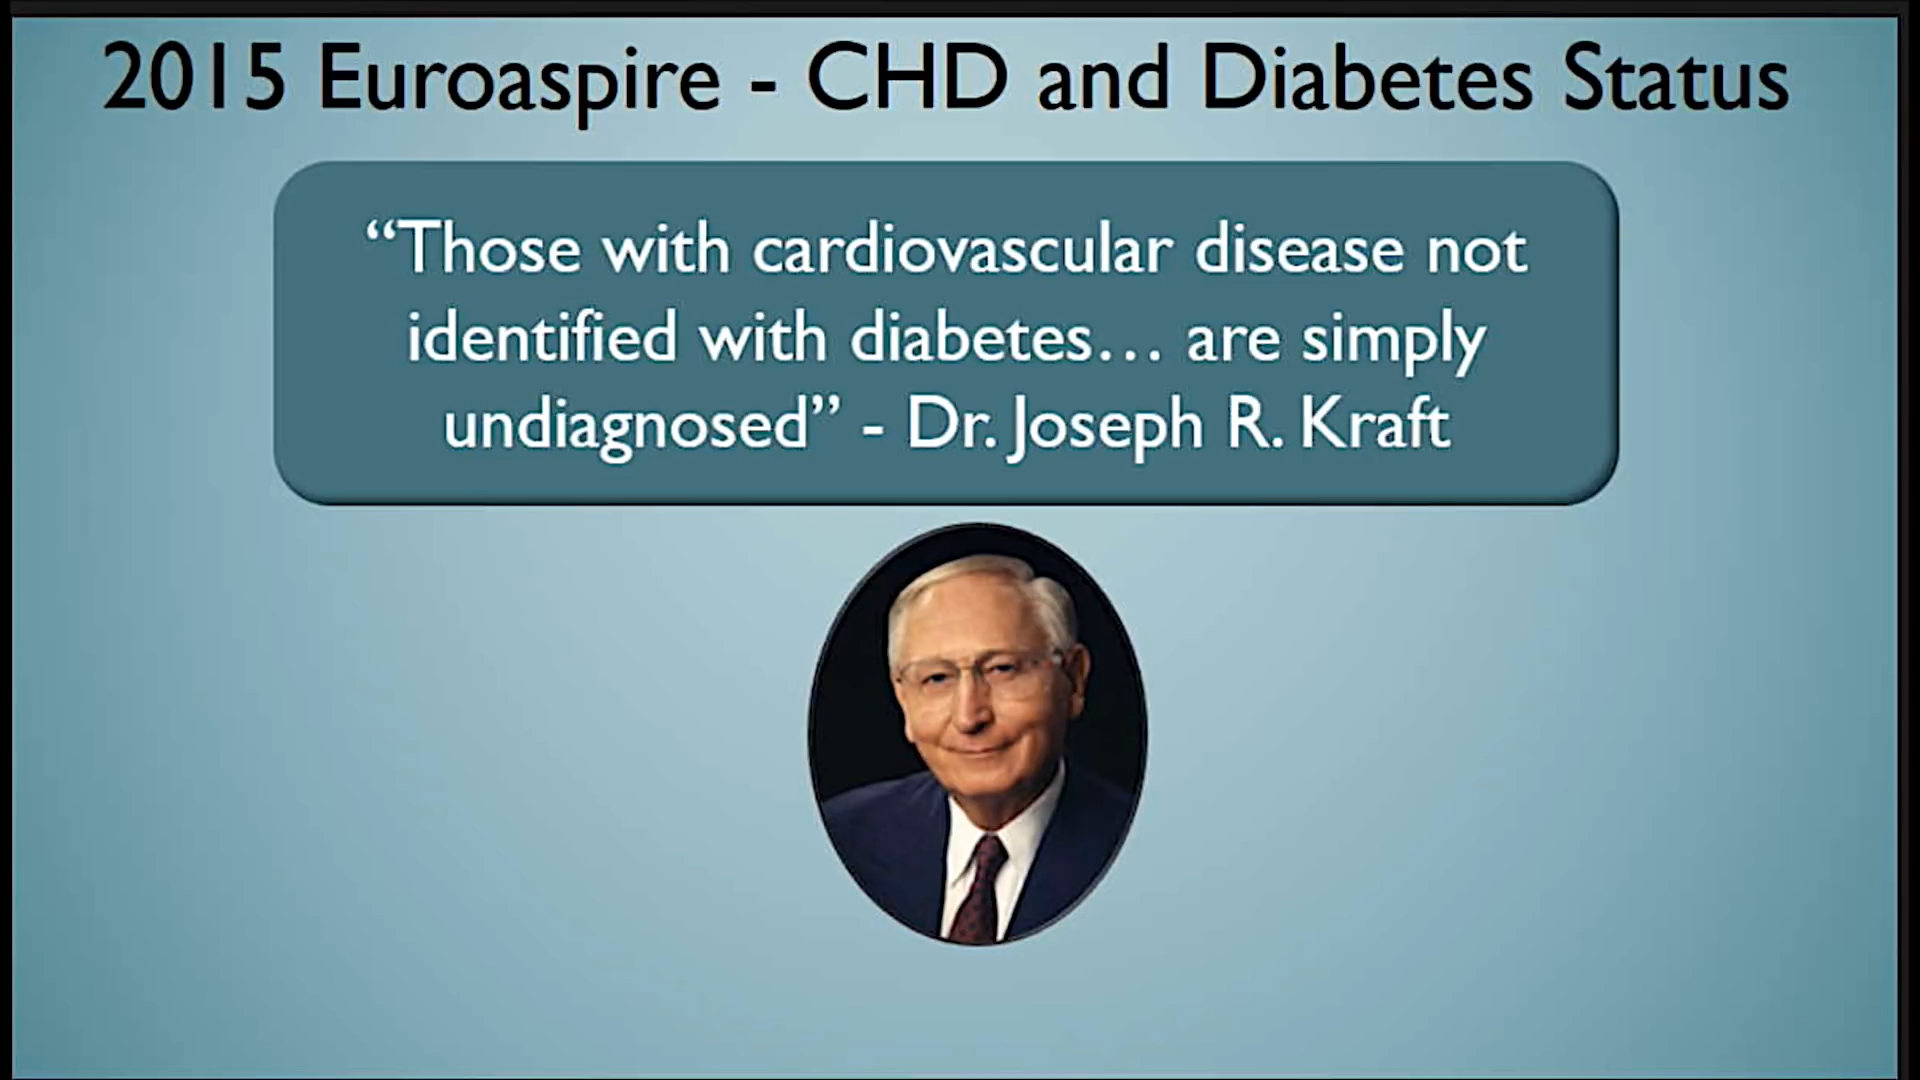 2015 Euroaspire - CHD and Diabetes Status
“Those with cardiovascular disease not
identified with diabetes… are simply
undiagnosed” - Dr. Joseph R. Kraft